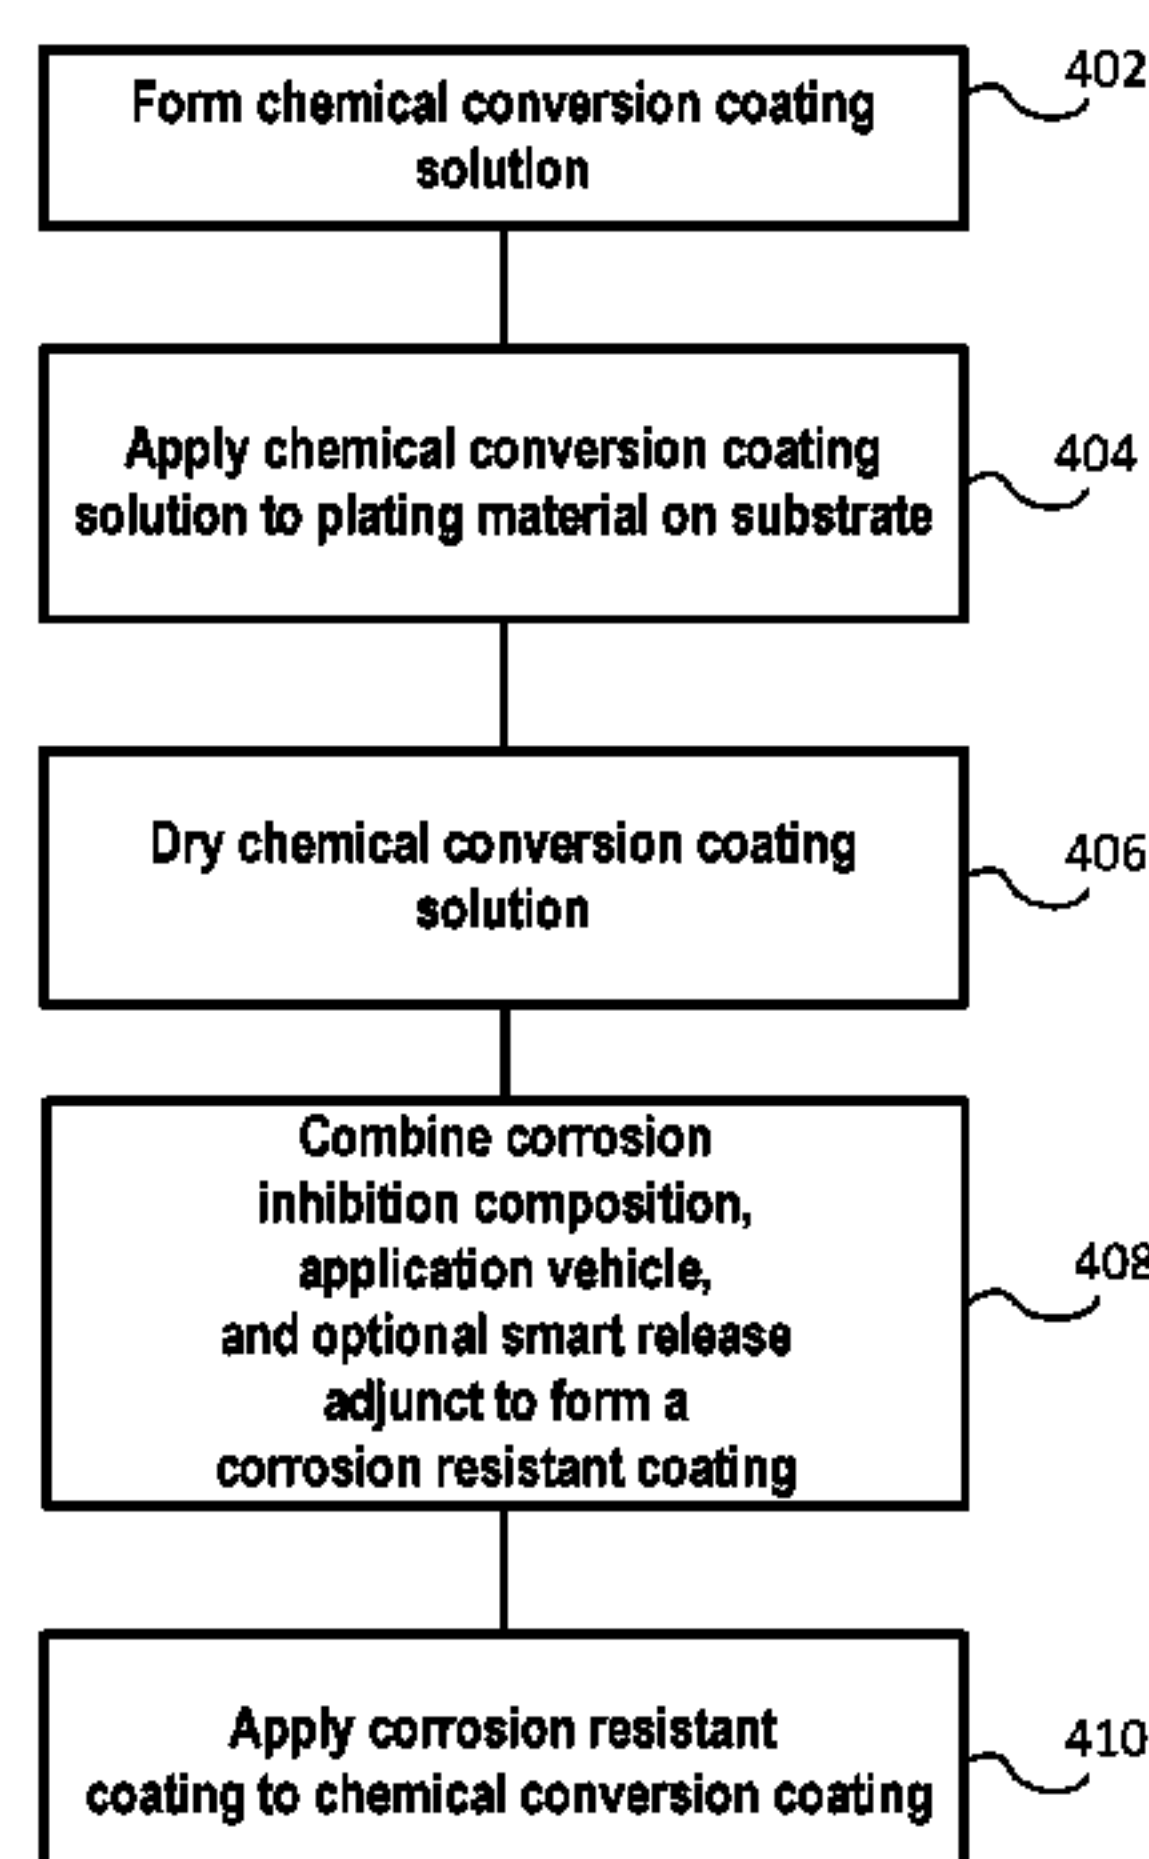 Form chemical conversion coating
solution
402
Apply chemical conversion coating
solution to plating material on substrate
404
Dry chemical conversion coating
solution
406
Combine corrosion
inhibition composition,
application vehicle,
and optional smart release
adjunct to form a
corrosion resistant coating
408
Apply corrosion resistant
coating to chemical conversion coating
410